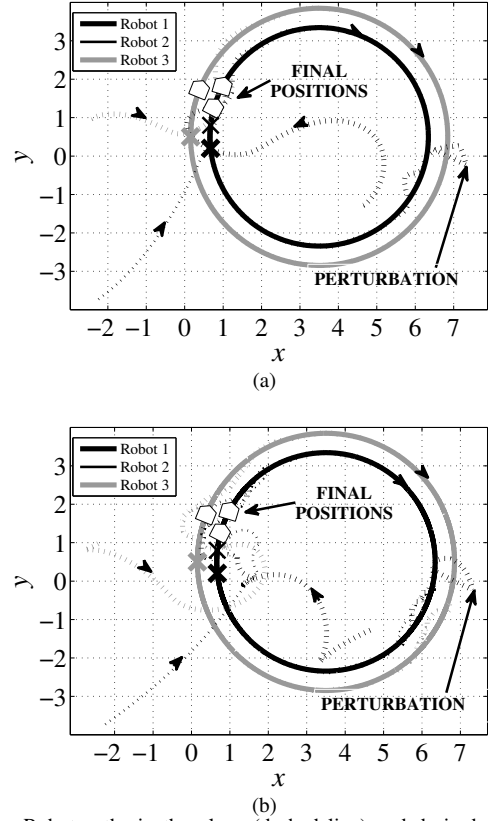 3
2
1
0
−1
−2
−3
y
Robot 1
Robot 2
Robot 3
FINAL
POSITIONS
PERTURBATION
−2 −1 0 1 2 3 4 5 6 7
x
(a)
3
2
1
0
−1
−2
−3
y
Robot 1
Robot 2
Robot 3
FINAL
POSITIONS
PERTURBATION
−2 −1 0 1 2 3 4 5 6 7
x
(b)